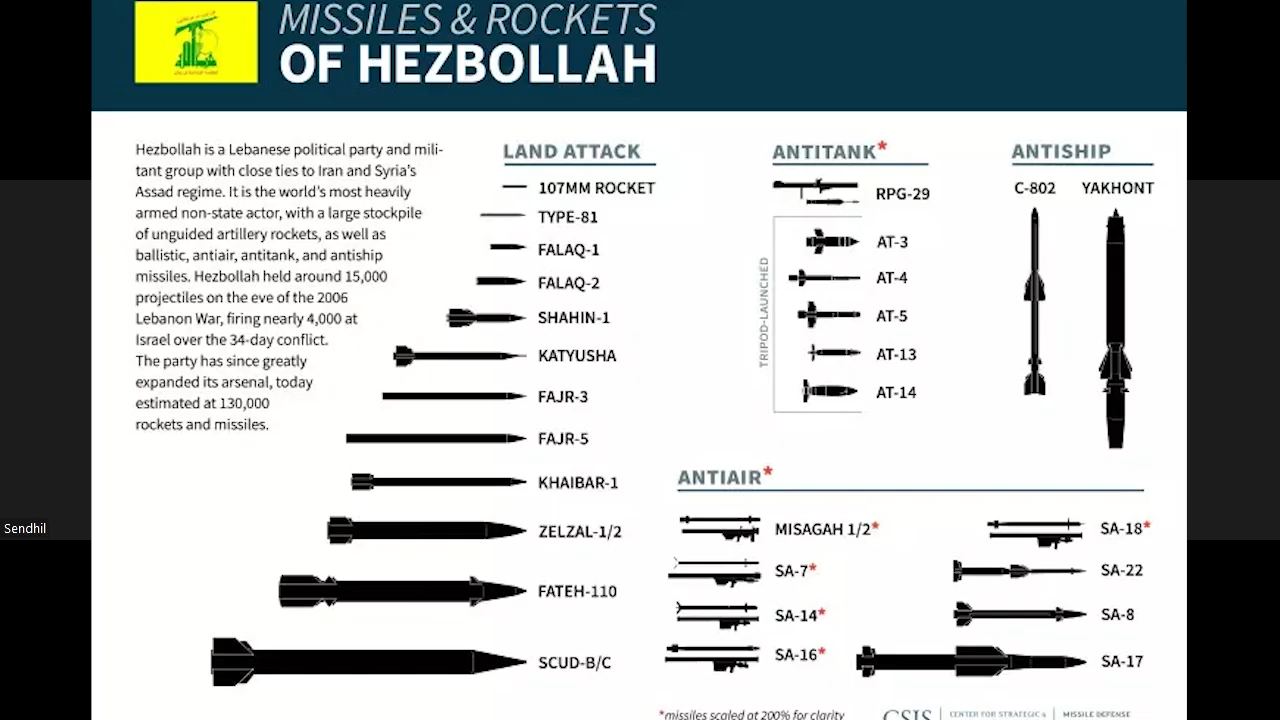 MISSILES & ROCKETS
OF HEZBOLLAH
Hezbollah is a Lebanese political party and mili-
tant group with close ties to Iran and Syria's
Assad regime. It is the world's most heavily
armed non-state actor, with a large stockpile
of unguided artillery rockets, as well as
ballistic, antiair, antitank, and antiship
missiles. Hezbollah held around 15,000
projectiles on the eve of the 2006
Lebanon War, firing nearly 4,000 at
Israel over the 34-day conflict.
The party has since greatly
expanded its arsenal, today
estimated at 130,000
rockets and missiles.
LAND ATTACK
107MM ROCKET
TYPE-81
FALAQ-1
FALAQ-2
SHAHIN-1
KATYUSHA
FAJR-3
FAJR-5
KHAIBAR-1
ZELZAL-1/2
FATEH-110
SCUD-B/C
ANTITANK*
RPG-29
TRIPOD-LAUNCHED
AT-3
AT-4
AT-5
AT-13
AT-14
ANTISHIP
C-802 YAKHONT
ANTIAIR*
MISAGAH 1/2*
SA-7*
SA-14*
SA-16*
SA-18*
SA-22
SA-8
SA-17
*missiles scaled at 200% for clarity
CSIS CENTER FOR STRATEGIC & MISSILE DEFENSE
Sendhil